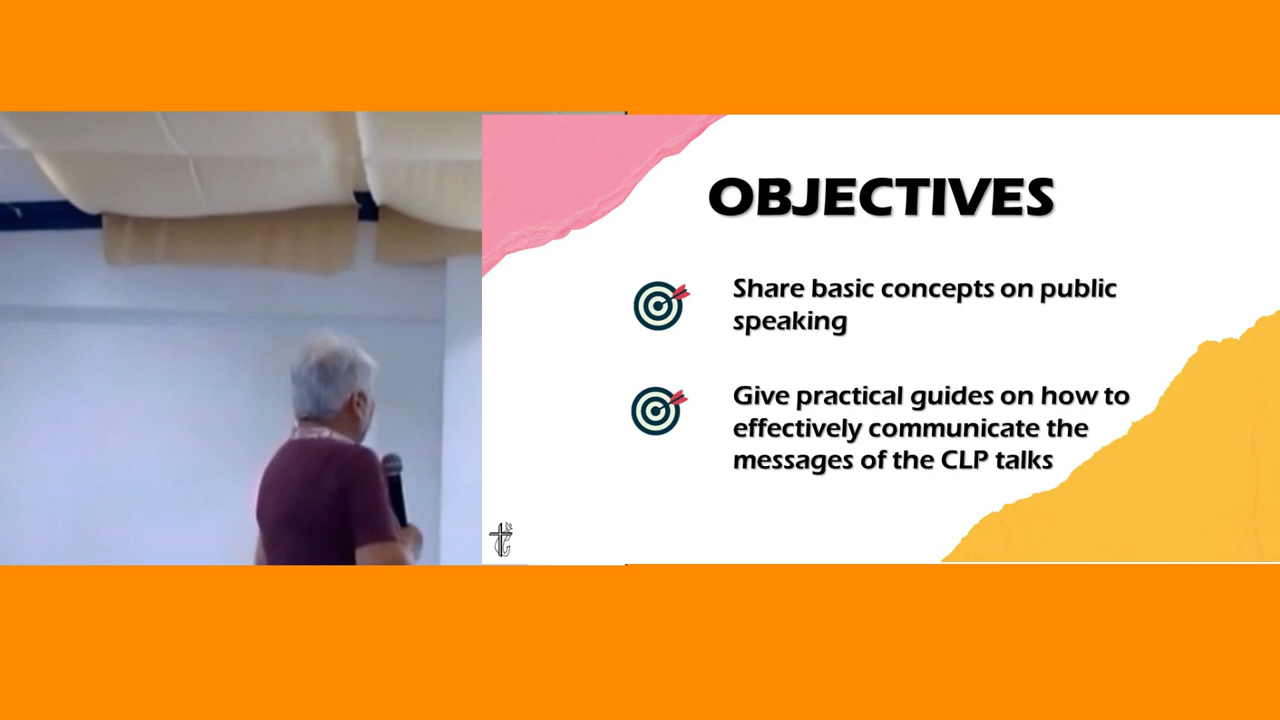 OBJECTIVES
Share basic concepts on public
speaking
Give practical guides on how to
effectively communicate the
messages of the CLP talks